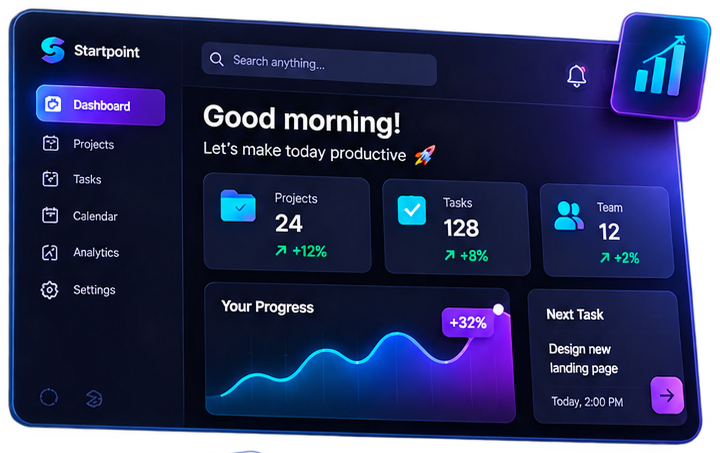 Startpoint
Search anything...
Dashboard
Projects
Tasks
Calendar
Analytics
Settings
Good morning!
Let's make today productive 🚀
Projects
24
↗ +12%
Tasks
128
↗ +8%
Team
12
↗ +2%
Your Progress
+32%
Next Task
Design new
landing page
Today, 2:00 PM